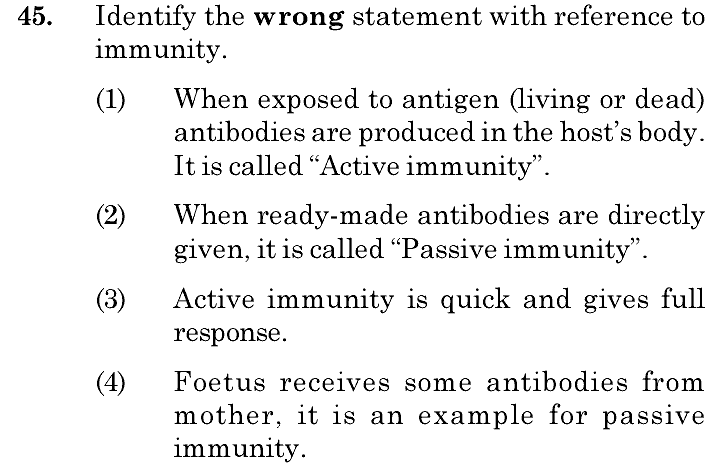 45. Identify the wrong statement with reference to
immunity.
(1) When exposed to antigen (living or dead)
antibodies are produced in the host’s body.
It is called “Active immunity”.
(2) When ready-made antibodies are directly
given, it is called “Passive immunity”.
(3) Active immunity is quick and gives full
response.
(4) Foetus receives some antibodies from
mother, it is an example for passive
immunity.